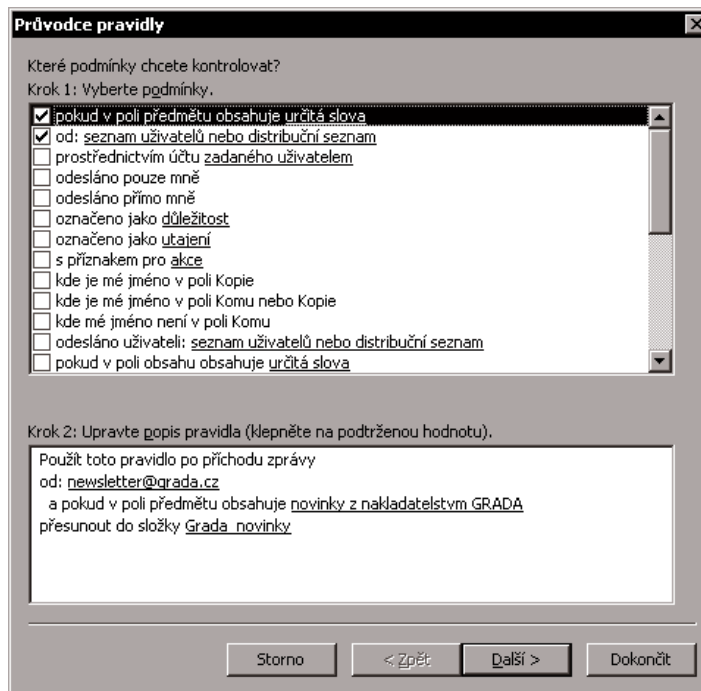 Průvodce pravidly
Které podmínky chcete kontrolovat?
Krok 1: Vyberte podmínky.
pokud v poli předmětu obsahuje určitá slova
od: seznam uživatelů nebo distribuční seznam
prostřednictvím účtu zadaného uživatelem
odesláno pouze mně
odesláno přímo mně
označeno jako důležitost
označeno jako utajení
s příznakem pro akce
kde je mé jméno v poli Kopie
kde je mé jméno v poli Komu nebo Kopie
kde mé jméno není v poli Komu
odesláno uživateli: seznam uživatelů nebo distribuční seznam
pokud v poli obsahu obsahuje určitá slova
Krok 2: Upravte popis pravidla (klepněte na podtrženou hodnotu).
Použít toto pravidlo po příchodu zprávy
od: newsletter@grada.cz
a pokud v poli předmětu obsahuje novinky z nakladatelstvm GRADA
přesunout do složky Grada_novinky
Storno
< Zpět
Další >
Dokončit